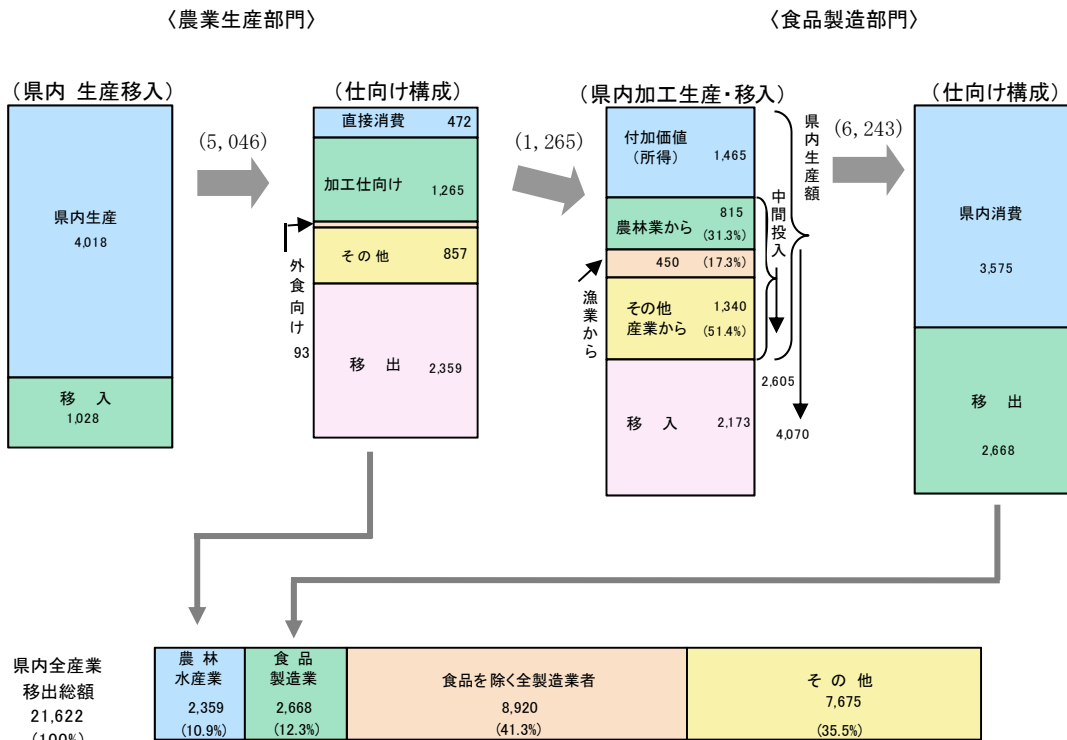 〈農業生産部門〉
〈食品製造部門〉
（県内 生産移入）
県内生産
4,018
移 入
1,028
(5,046)
（仕向け構成）
直接消費 472
加工仕向け 1,265
外食向け
93
その他 857
移 出 2,359
(1,265)
（県内加工生産・移入）
付加価値
（所得） 1,465
農林業から 815
(31.3%)
漁業から
450 (17.3%)
その他 1,340
産業から (51.4%)
移 入 2,173
中間投入
2,605
県内生産額
4,070
(6,243)
（仕向け構成）
県内消費
3,575
移 出
2,668
県内全産業
移出総額
21,622
(100%)
農 林
水産業
2,359
(10.9%)
食 品
製造業
2,668
(12.3%)
食品を除く全製造業者
8,920
(41.3%)
そ の 他
7,675
(35.5%)